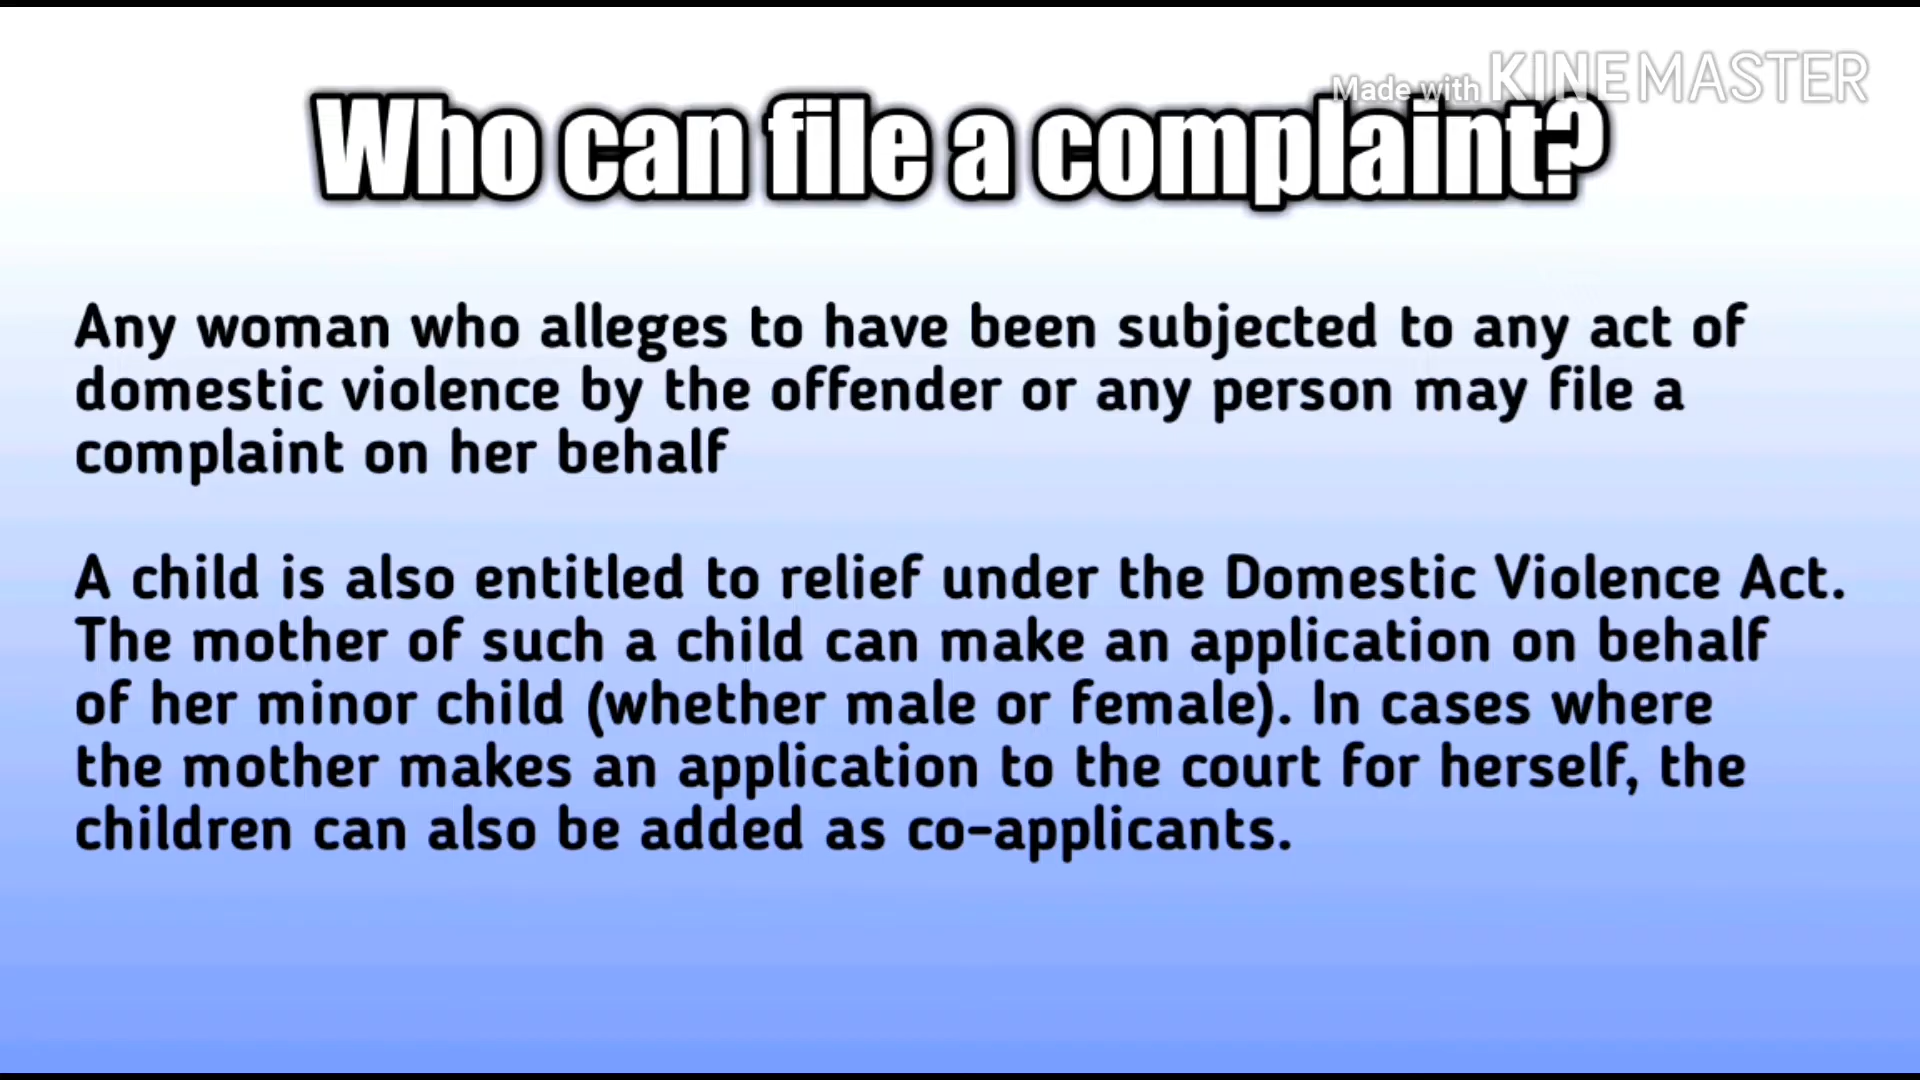 Made with KINEMASTER
Who can file a complaint?
Any woman who alleges to have been subjected to any act of
domestic violence by the offender or any person may file a
complaint on her behalf
A child is also entitled to relief under the Domestic Violence Act.
The mother of such a child can make an application on behalf
of her minor child (whether male or female). In cases where
the mother makes an application to the court for herself, the
children can also be added as co-applicants.